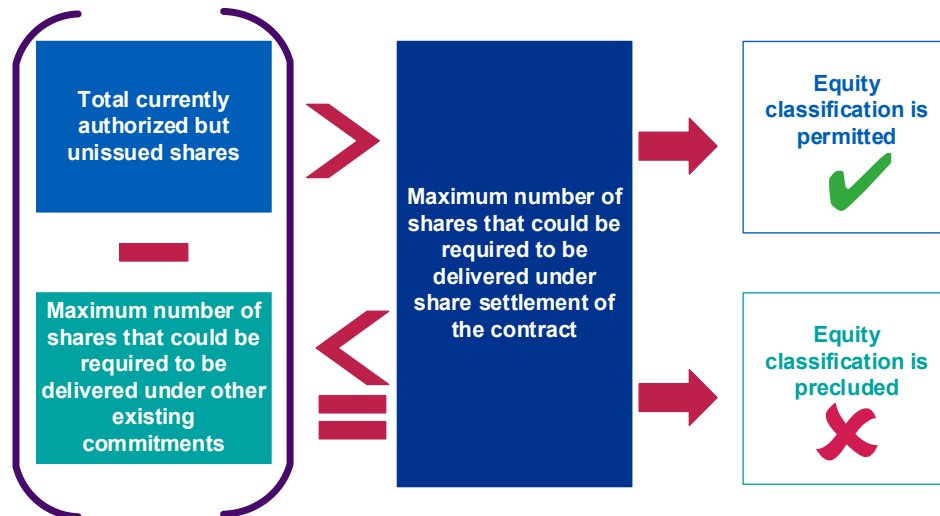 Total currently
authorized but
unissued shares
Maximum number of
shares that could be
required to be
delivered under other
existing
commitments
Maximum number of
shares that could be
required to be
delivered under
share settlement of
the contract
Equity
classification is
permitted
Equity
classification is
precluded